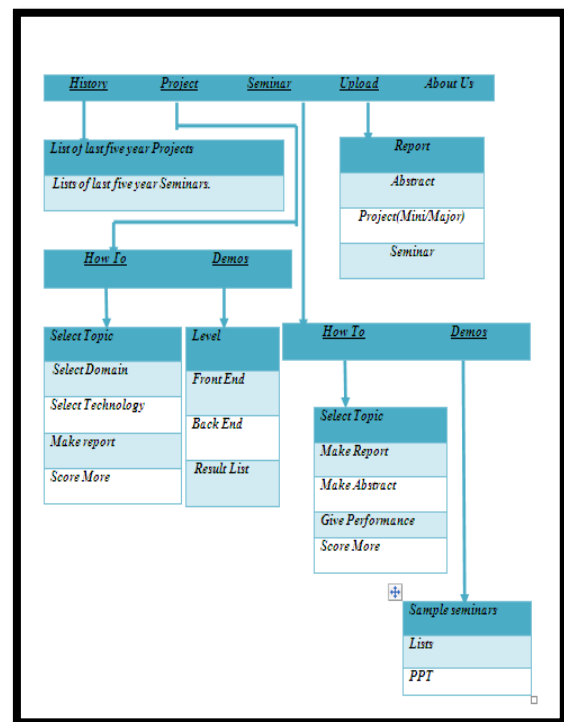 History Project Seminar Upload About Us
List of last five year Projects
Lists of last five year Seminars.
Report
Abstract
Project(Mini/Major)
Seminar
How To Demos
Select Topic
Select Domain
Select Technology
Make report
Score More
Level
Front End
Back End
Result List
How To Demos
Select Topic
Make Report
Make Abstract
Give Performance
Score More
Sample seminars
Lists
PPT